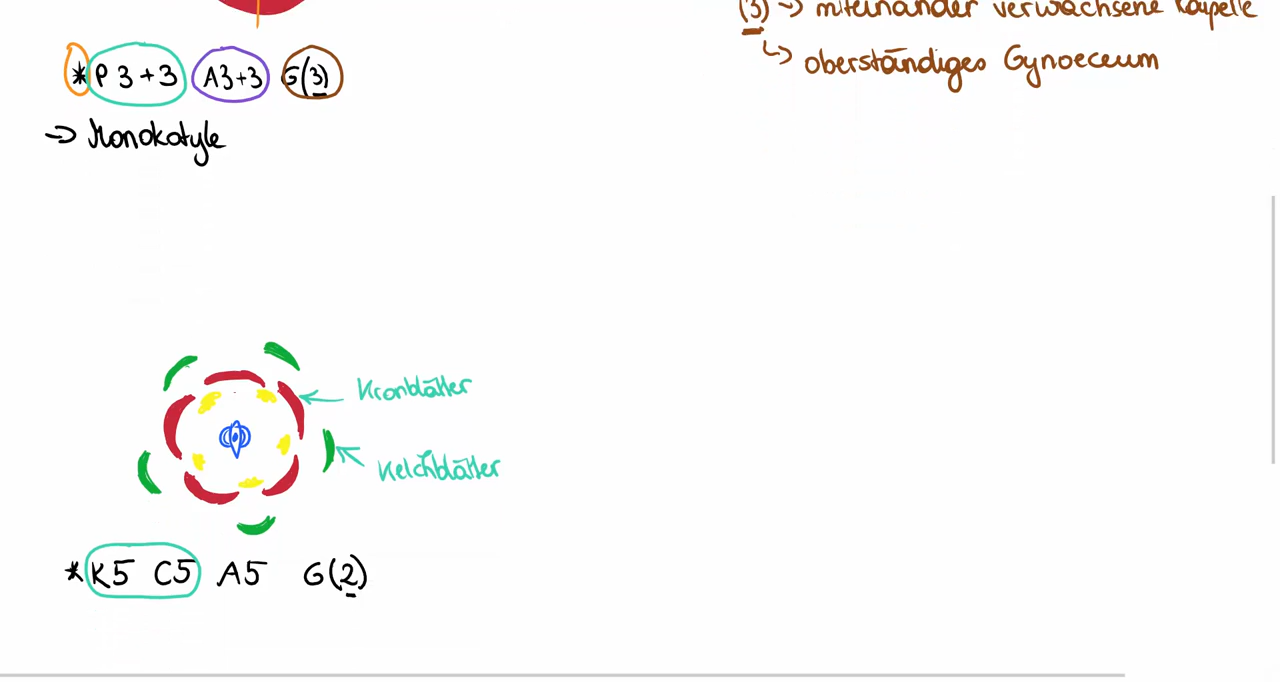 (3) → miteinander verwachsene Karpelle
↳ oberständiges Gynoeceum
* P 3+3 A3+3 G(3)
→ Monokotyle
Kronblätter
Kelchblätter
* K5 C5 A5 G(2)